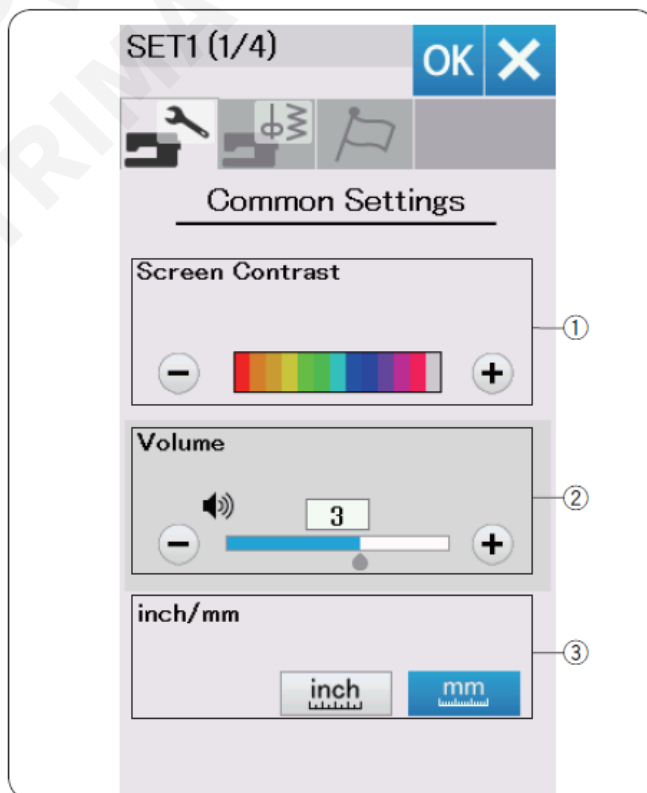 SET1 (1/4)
OK
Common Settings
Screen Contrast
①
Volume
3
②
inch/mm
inch
mm
③